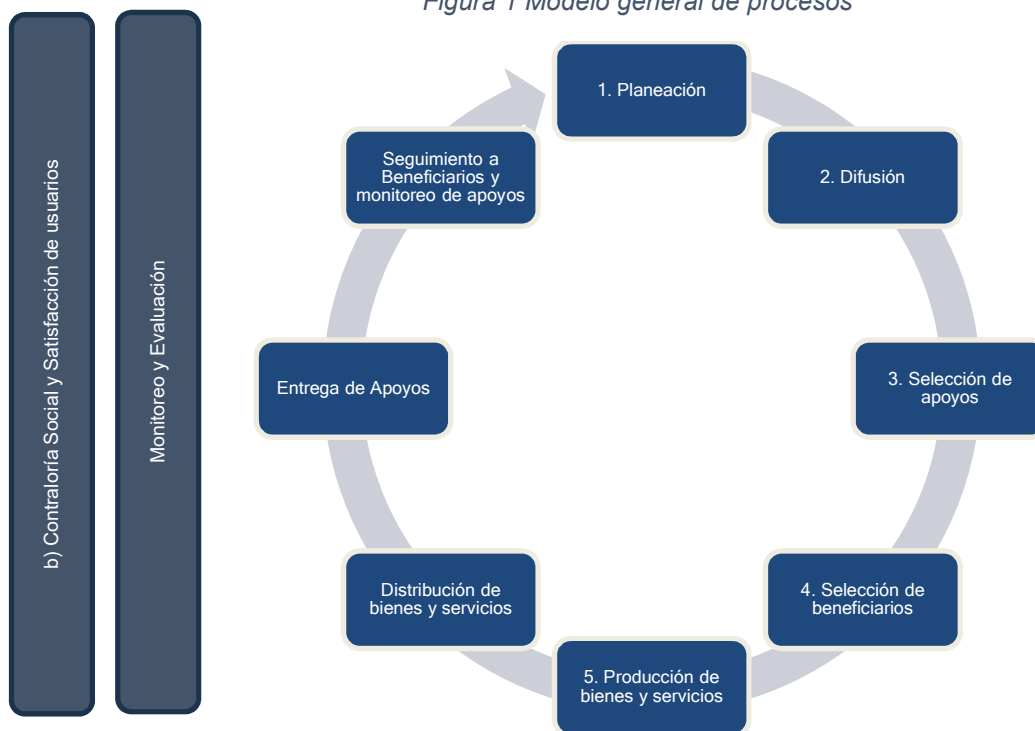 Figura 1 Modelo general de procesos
b) Contraloría Social y Satisfacción de usuarios
Monitoreo y Evaluación
1. Planeación
2. Difusión
3. Selección de
apoyos
4. Selección de
beneficiarios
5. Producción de
bienes y servicios
Distribución de
bienes y servicios
Entrega de Apoyos
Seguimiento a
Beneficiarios y
monitoreo de apoyos